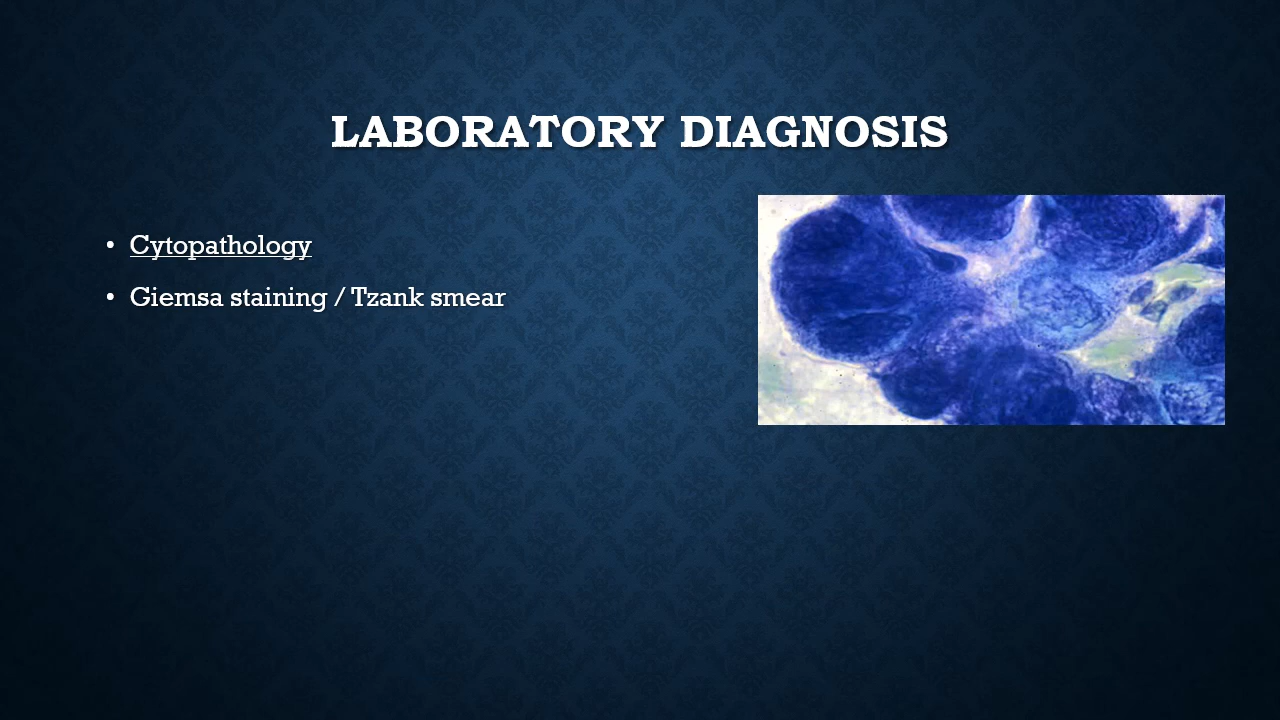 LABORATORY DIAGNOSIS
• Cytopathology
• Giemsa staining / Tzank smear